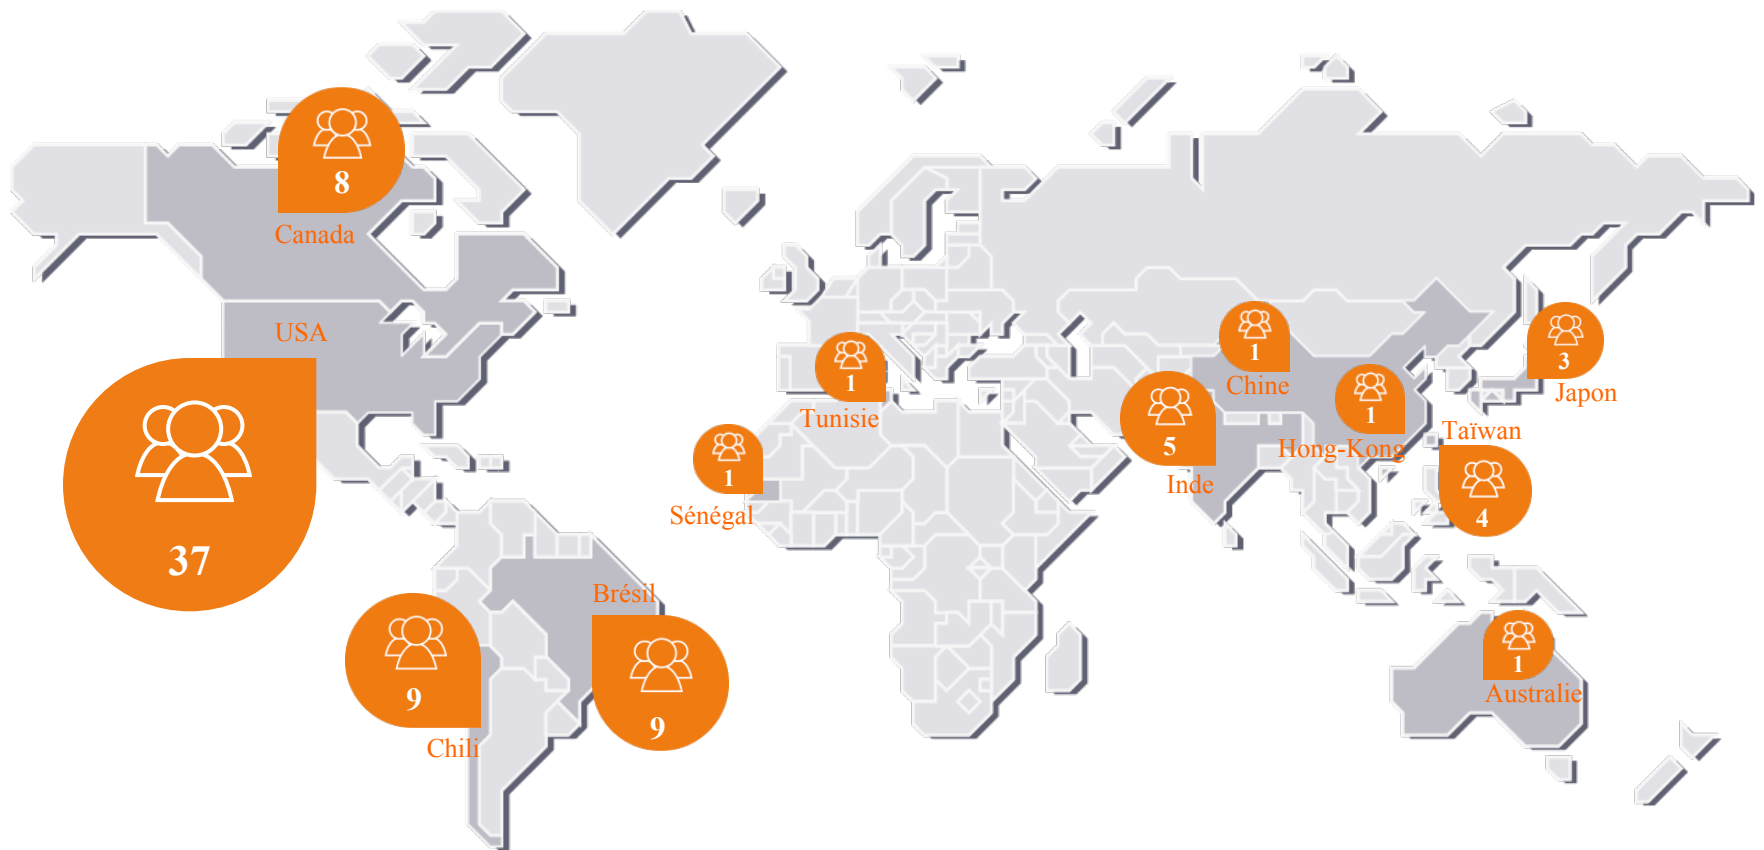 8
Canada
USA
37
9
Chili
Brésil
9
1
Tunisie
1
Sénégal
1
Chine
5
Inde
1
Hong-Kong
3
Japon
Taïwan
4
1
Australie